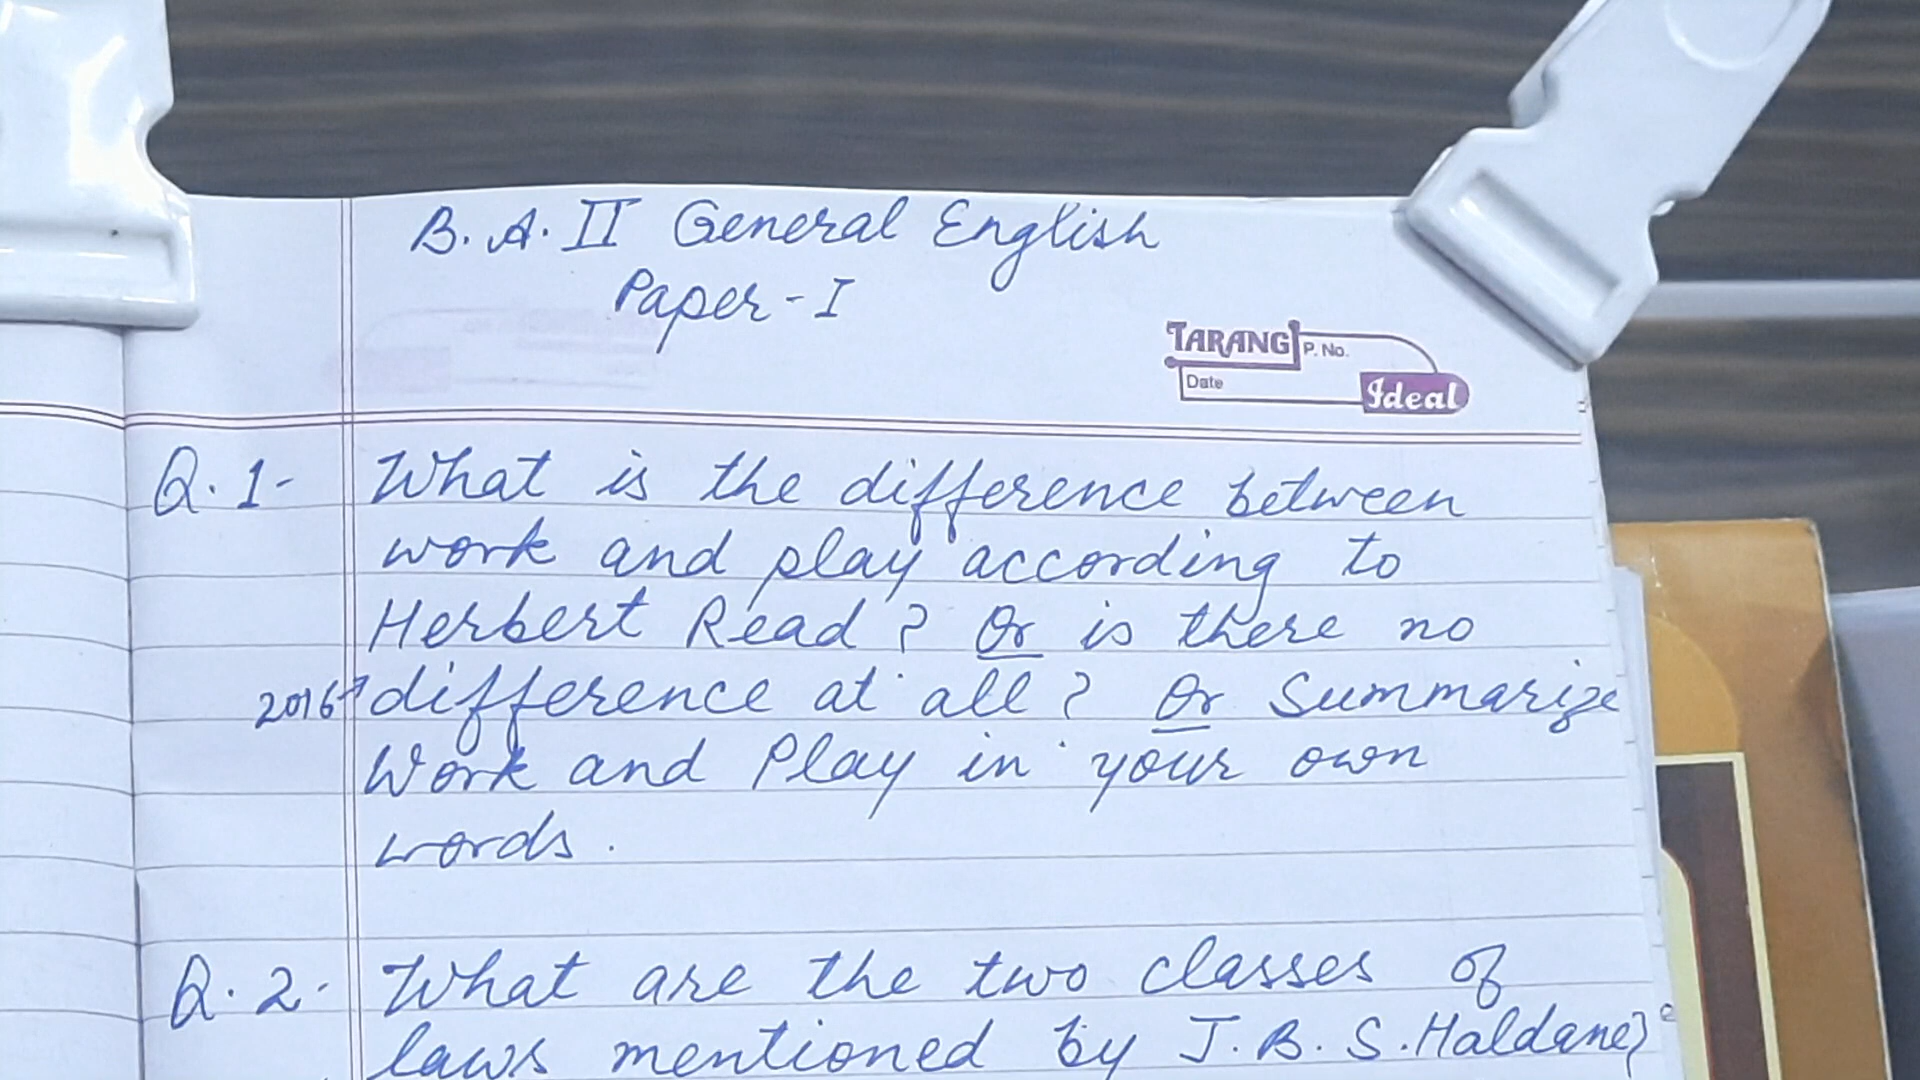 B. A. II General English
Paper - I
TARANG P. No.
Date
Ideal
Q. 1- What is the difference between
work and play according to
Herbert Read ? Or is there no
2016→ difference at all ? Or Summarize
Work and Play in your own
words .
Q. 2- What are the two classes of
laws mentioned by J. B. S. Haldane?